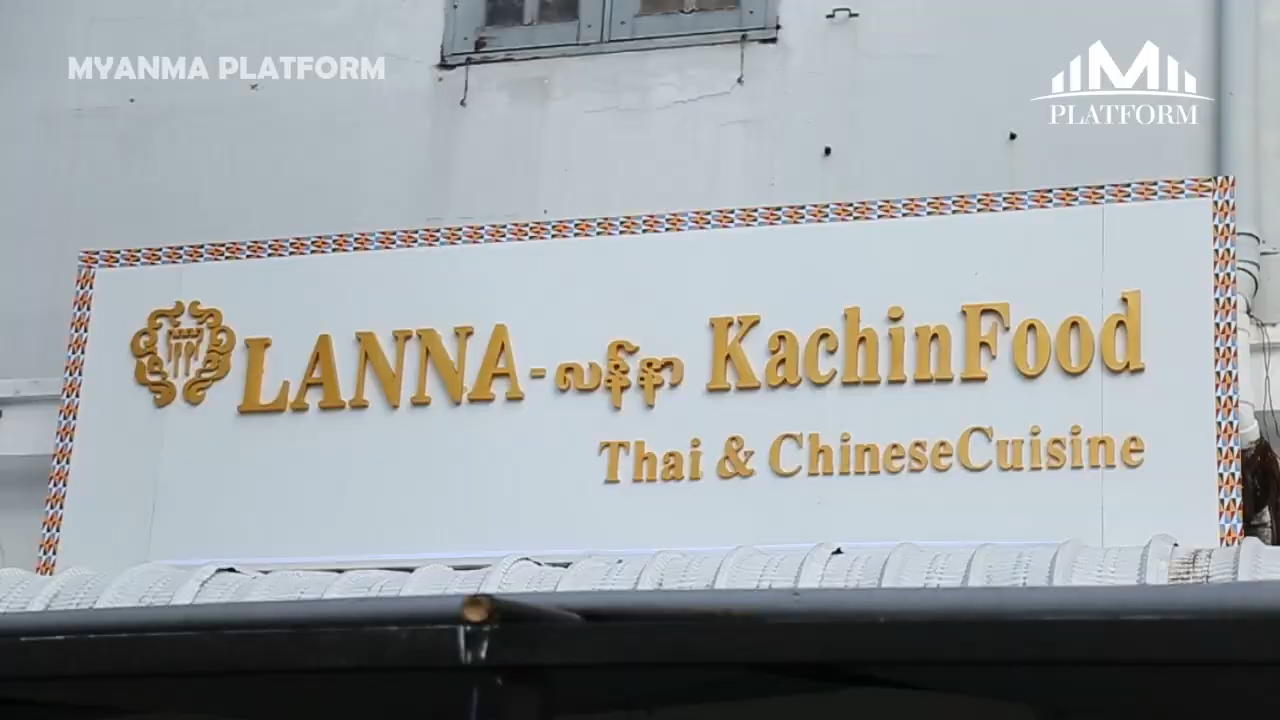 MYANMA PLATFORM
M
PLATFORM
LANNA - လန်နာ KachinFood
Thai & ChineseCuisine